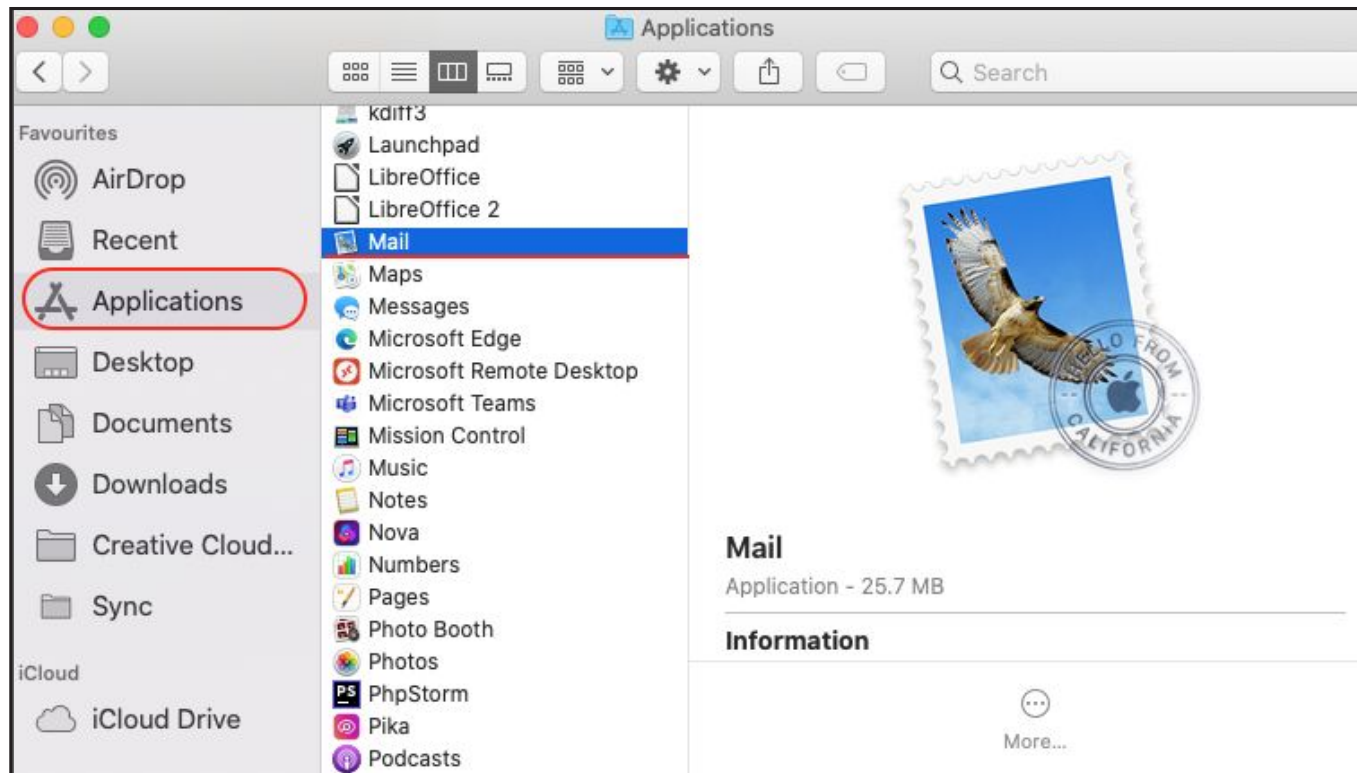 Applications
Search
Favourites
AirDrop
Recent
Applications
Desktop
Documents
Downloads
Creative Cloud...
Sync
iCloud
iCloud Drive
kdiff3
Launchpad
LibreOffice
LibreOffice 2
Mail
Maps
Messages
Microsoft Edge
Microsoft Remote Desktop
Microsoft Teams
Mission Control
Music
Notes
Nova
Numbers
Pages
Photo Booth
Photos
PS
PhpStorm
Pika
Podcasts
HELLO FROM
CALIFORNIA
Mail
Application - 25.7 MB
Information
More...